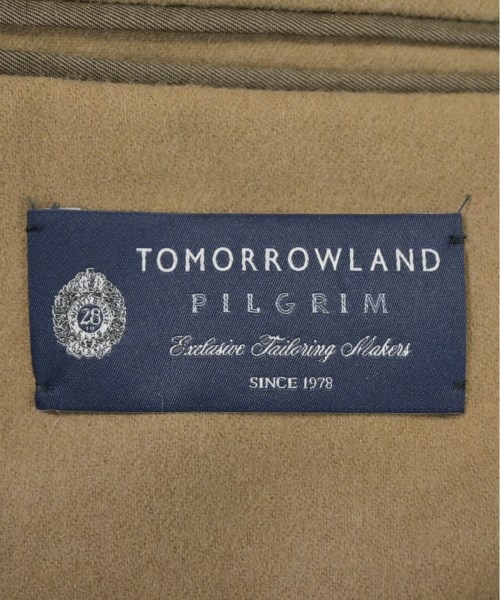 TOMORROWLAND
PILGRIM
28
Exclusive Tailoring Makers
SINCE 1978